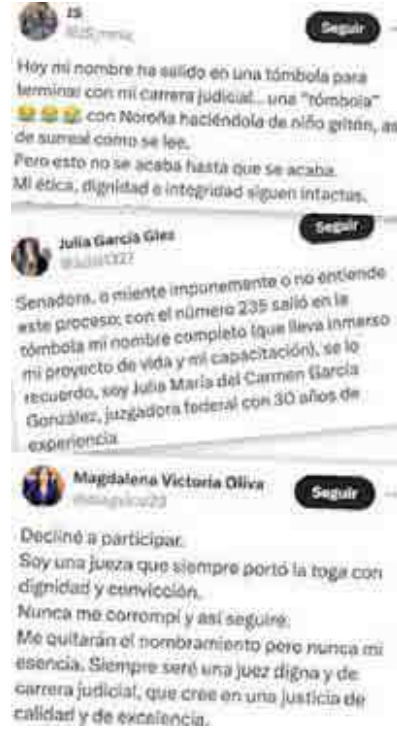 JS
Seguir
Hoy mi nombre ha salido en una tómbola para
terminar con mi carrera judicial... una "tómbola"
😂😂😂 con Noroña haciéndola de niño gritón, así
de surreal como se lee.
Pero esto no se acaba hasta que se acaba.
Mi ética, dignidad e integridad siguen intactas.
Julia García Glez
Seguir
Senadora, o miente impunemente o no entiende
este proceso; con el número 235 salió en la
tómbola mi nombre completo (que lleva inmerso
mi proyecto de vida y mi capacitación), se lo
recuerdo, soy Julia María del Carmen García
González, juzgadora federal con 30 años de
experiencia
Magdalena Victoria Oliva
Seguir
Decliné a participar.
Soy una jueza que siempre portó la toga con
dignidad y convicción.
Nunca me corrompí y así seguiré.
Me quitarán el nombramiento pero nunca mi
esencia. Siempre seré una juez digna y de
carrera judicial, que cree en una justicia de
calidad y de excelencia.